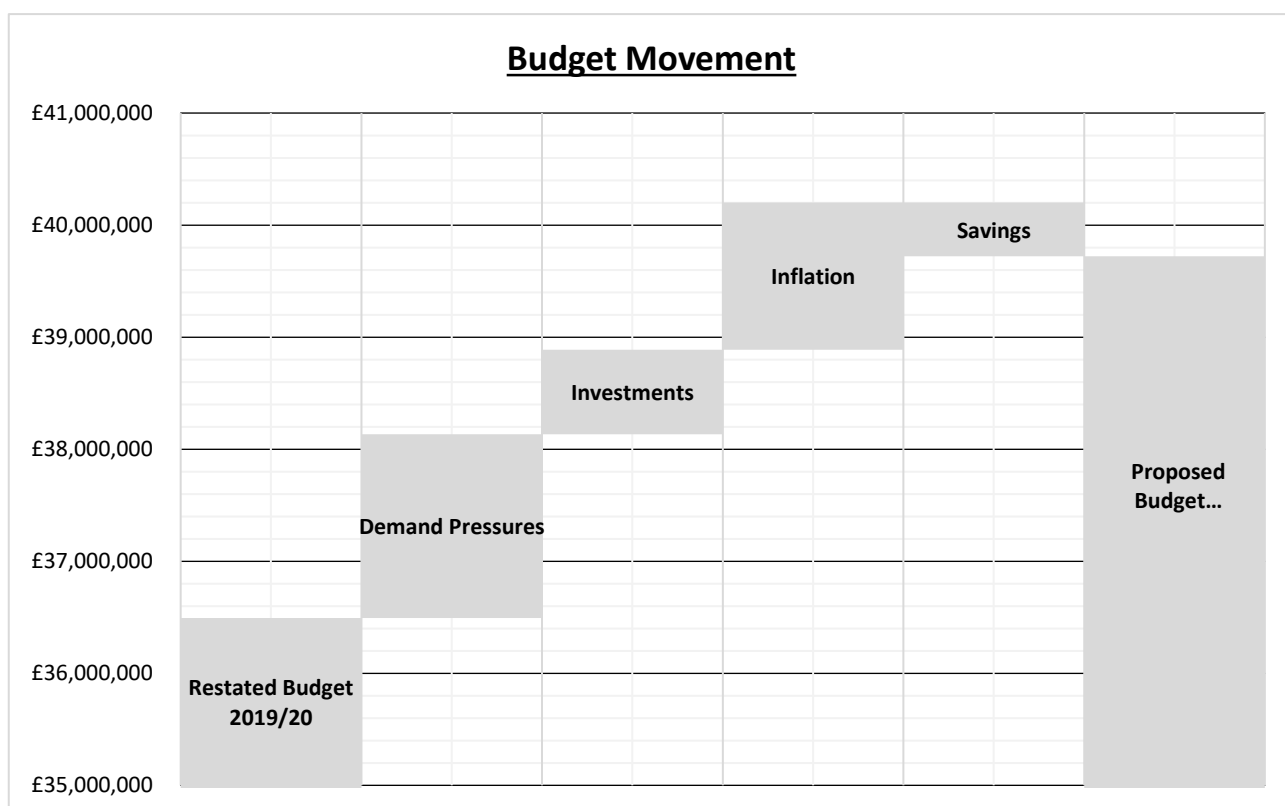 Budget Movement
£41,000,000
£40,000,000
£39,000,000
£38,000,000
£37,000,000
£36,000,000
£35,000,000
Restated Budget
2019/20
Demand Pressures
Investments
Inflation
Savings
Proposed
Budget...